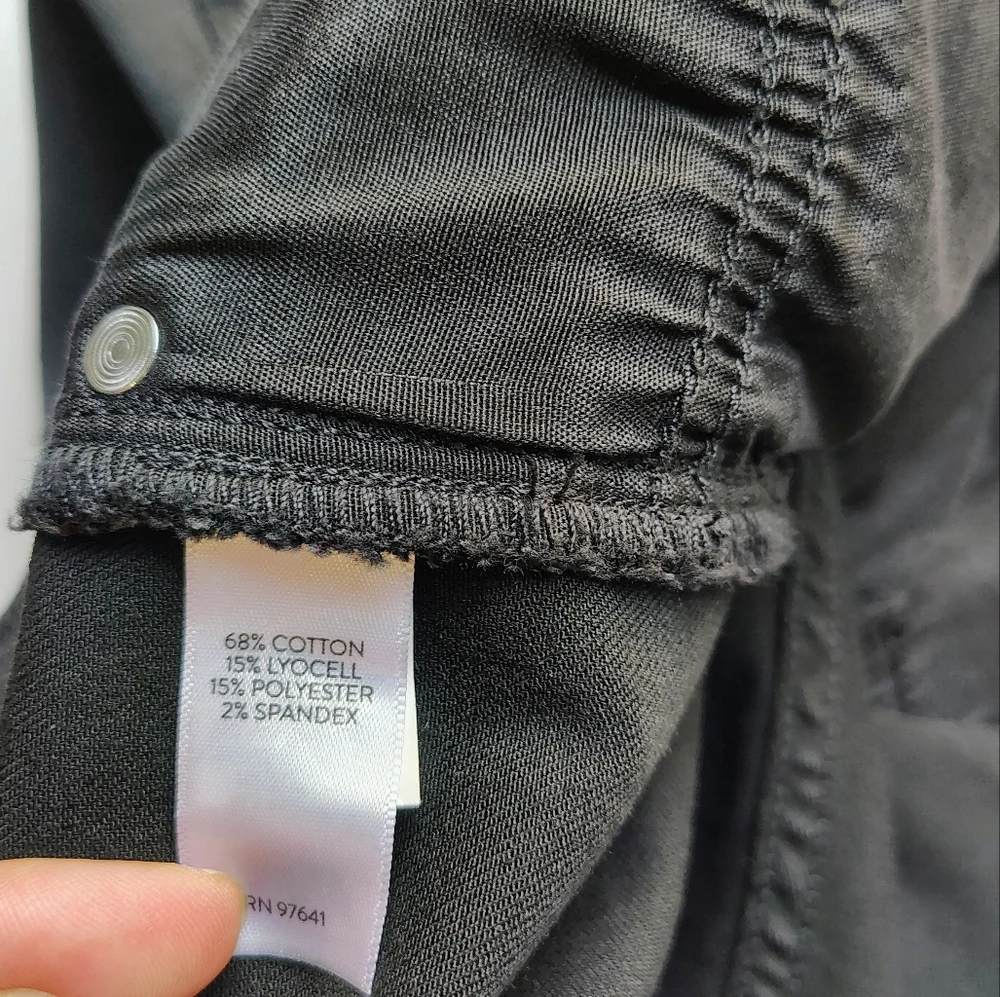 68% COTTON
15% LYOCELL
15% POLYESTER
2% SPANDEX
RN 97641